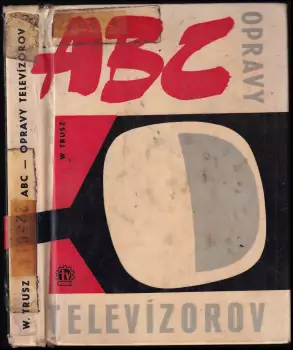 W. TRUSZ ABC — OPRAVY TELEVÍZOROV
ABC
OPRAVY
W. TRUSZ
TELEVÍZOROV